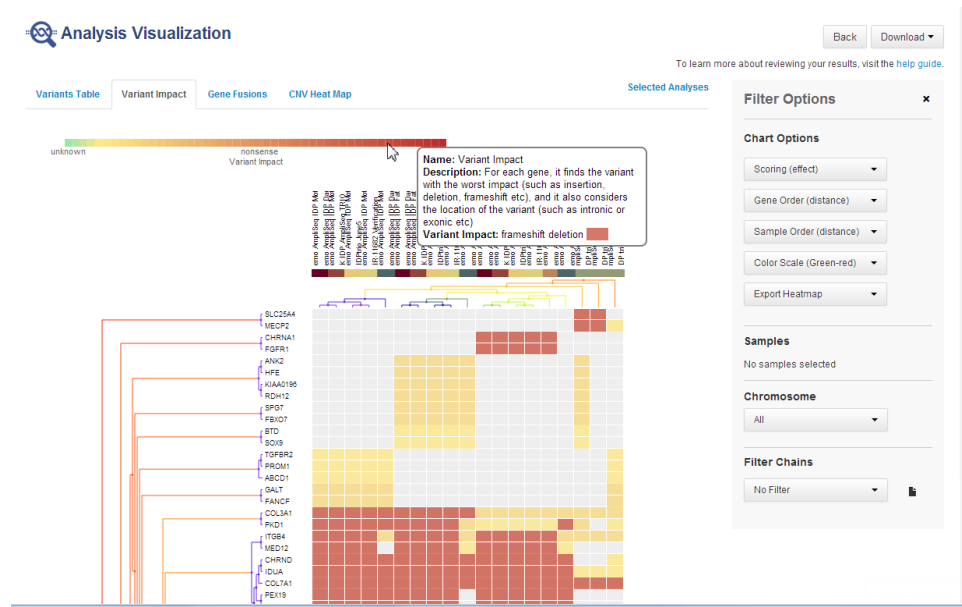 Analysis Visualization
Back
Download
To learn more about reviewing your results, visit the help guide.
Variants Table
Variant Impact
Gene Fusions
CNV Heat Map
Selected Analyses
unknown
nonsense
Variant Impact
Name: Variant Impact
Description: For each gene, it finds the variant
with the worst impact (such as insertion,
deletion, frameshift etc), and it also considers
the location of the variant (such as intronic or
exonic etc)
Variant Impact: frameshift deletion
SLC25A4
MECP2
CHRNA1
FGFR1
ANK2
HFE
KIAA0196
RDH12
SPG7
FBXO7
BTD
SOX9
TGFBR2
PROM1
ABCD1
GALT
FANCF
COL3A1
PKD1
ITGB4
MED12
CHRND
IDUA
COL7A1
PEX19
Filter Options
Chart Options
Scoring (effect)
Gene Order (distance)
Sample Order (distance)
Color Scale (Green-red)
Export Heatmap
Samples
No samples selected
Chromosome
All
Filter Chains
No Filter